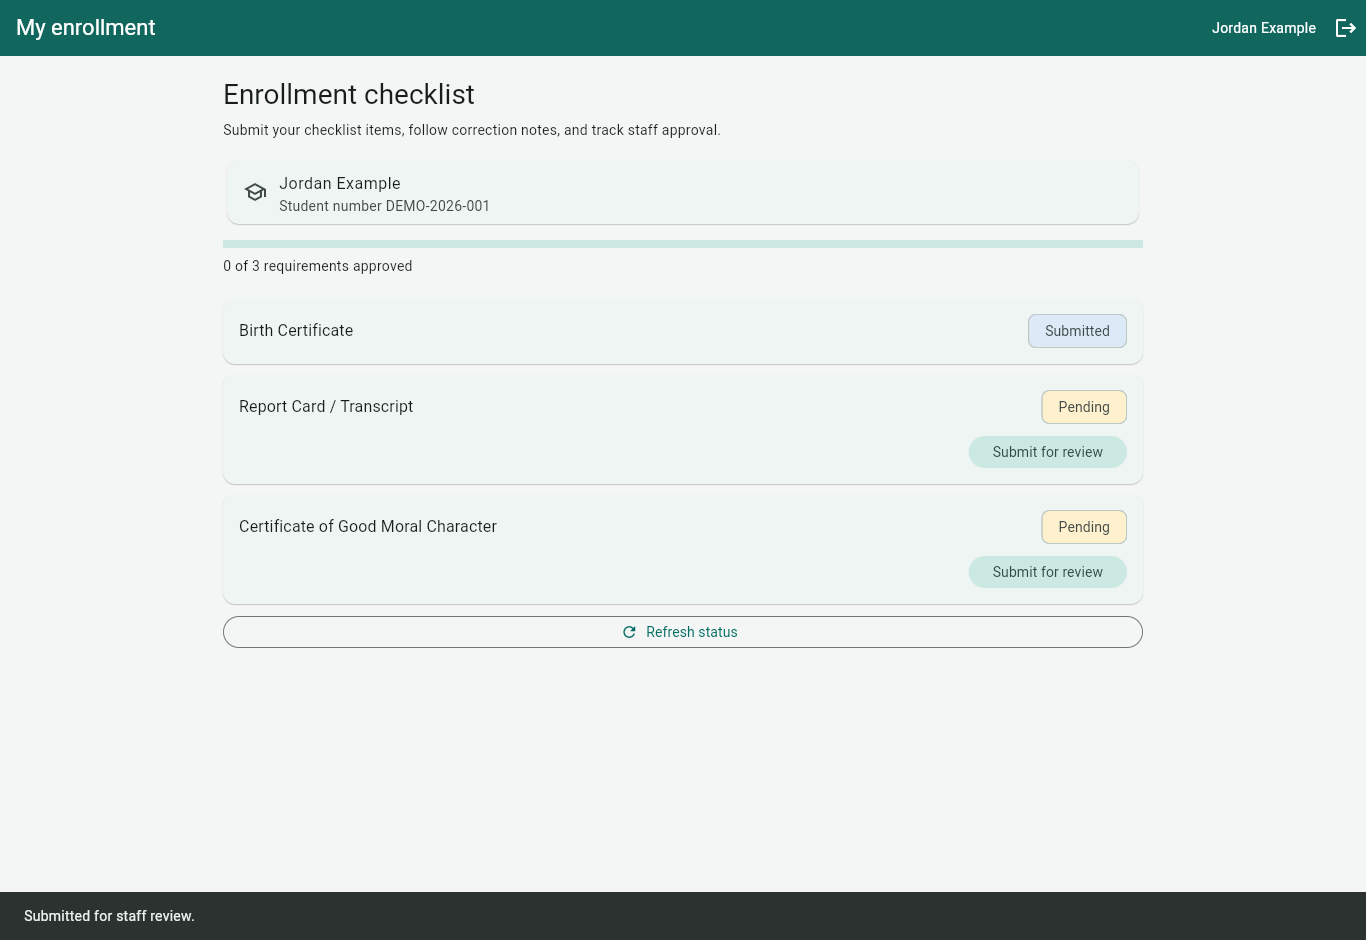 My enrollment
Jordan Example
Enrollment checklist
Submit your checklist items, follow correction notes, and track staff approval.
Jordan Example
Student number DEMO-2026-001
0 of 3 requirements approved
Birth Certificate
Submitted
Report Card / Transcript
Pending
Submit for review
Certificate of Good Moral Character
Pending
Submit for review
Refresh status
Submitted for staff review.